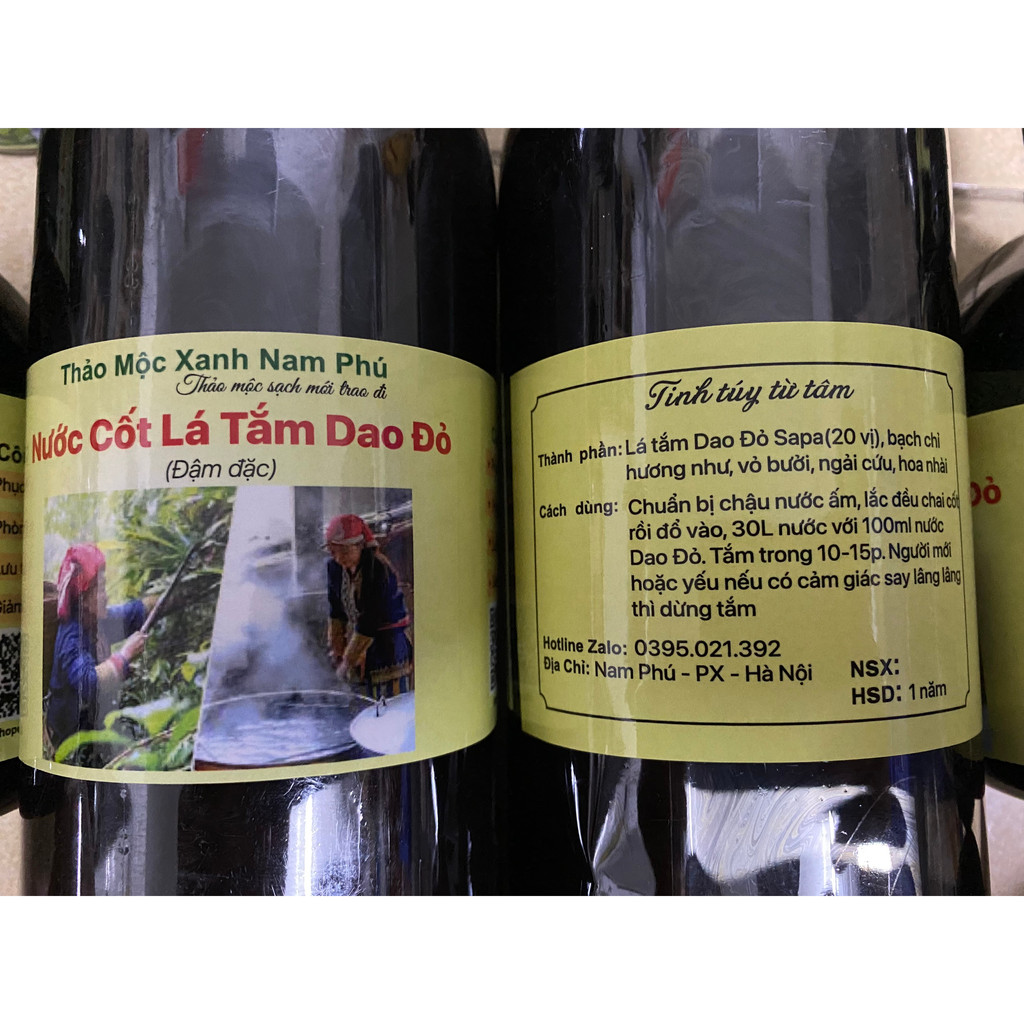 Thảo Mộc Xanh Nam Phú
Thảo mộc sạch mới trao đi
Nước Cốt Lá Tắm Dao Đỏ
(Đậm đặc)
Tinh túy từ tâm
Thành phần: Lá tắm Dao Đỏ Sapa(20 vị), bạch chỉ
hương như, vỏ bưởi, ngải cứu, hoa nhài
Cách dùng: Chuẩn bị chậu nước ấm, lắc đều chai cốt
rồi đổ vào, 30L nước với 100ml nước
Dao Đỏ. Tắm trong 10-15p. Người mới
hoặc yếu nếu có cảm giác say lâng lâng
thì dừng tắm
Hotline Zalo: 0395.021.392
Địa Chỉ: Nam Phú - PX - Hà Nội
NSX:
HSD: 1 năm
Đỏ